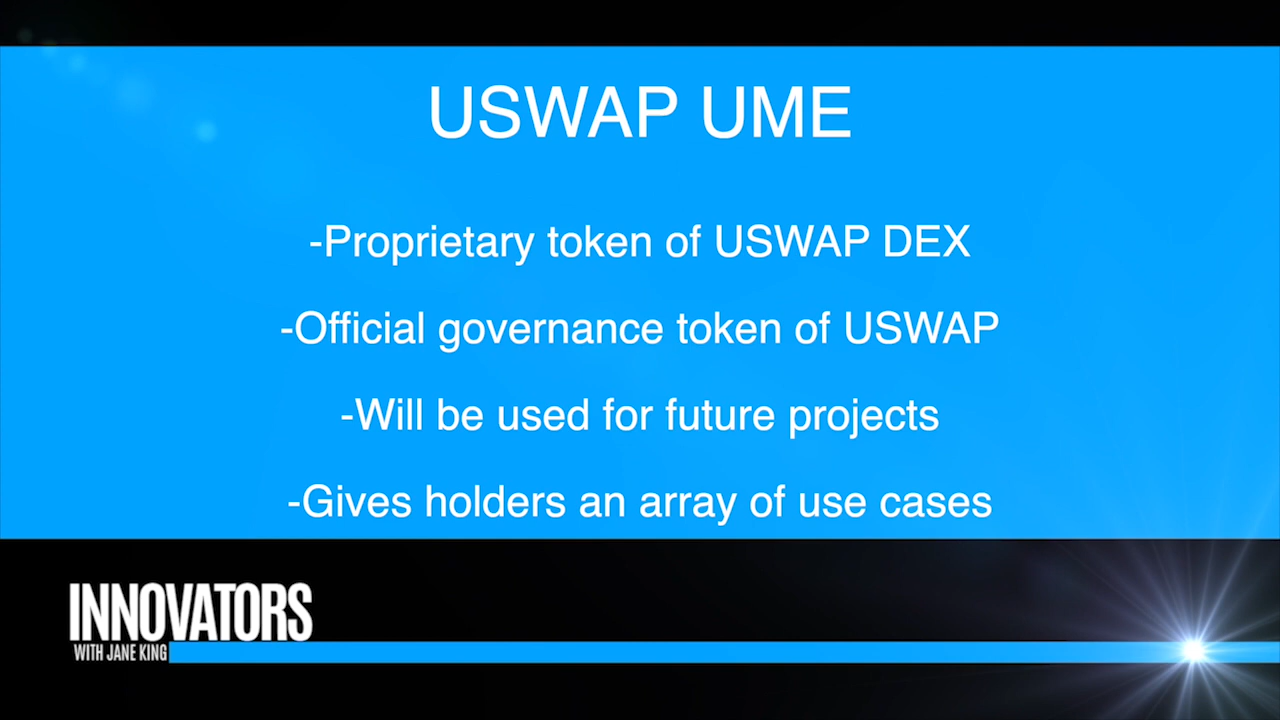 USWAP UME
-Proprietary token of USWAP DEX
-Official governance token of USWAP
-Will be used for future projects
-Gives holders an array of use cases
INNOVATORS
WITH JANE KING